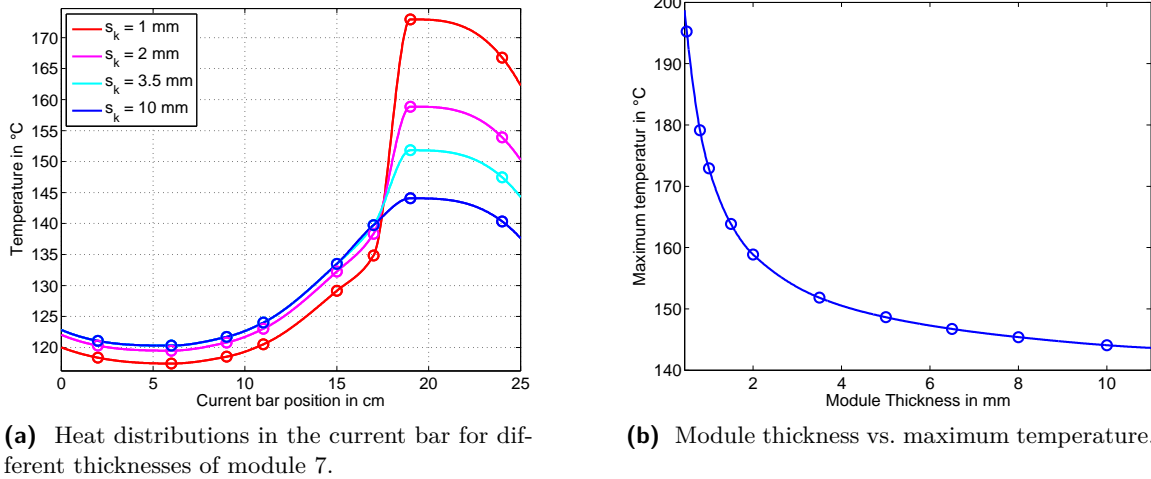 170
165
160
155
150
145
140
135
130
125
120
Temperature in °C
s_k = 1 mm
s_k = 2 mm
s_k = 3.5 mm
s_k = 10 mm
0 5 10 15 20 25
Current bar position in cm
(a) Heat distributions in the current bar for dif-
ferent thicknesses of module 7.
200
190
180
170
160
150
140
Maximum temperatur in °C
2 4 6 8 10
Module Thickness in mm
(b) Module thickness vs. maximum temperature.